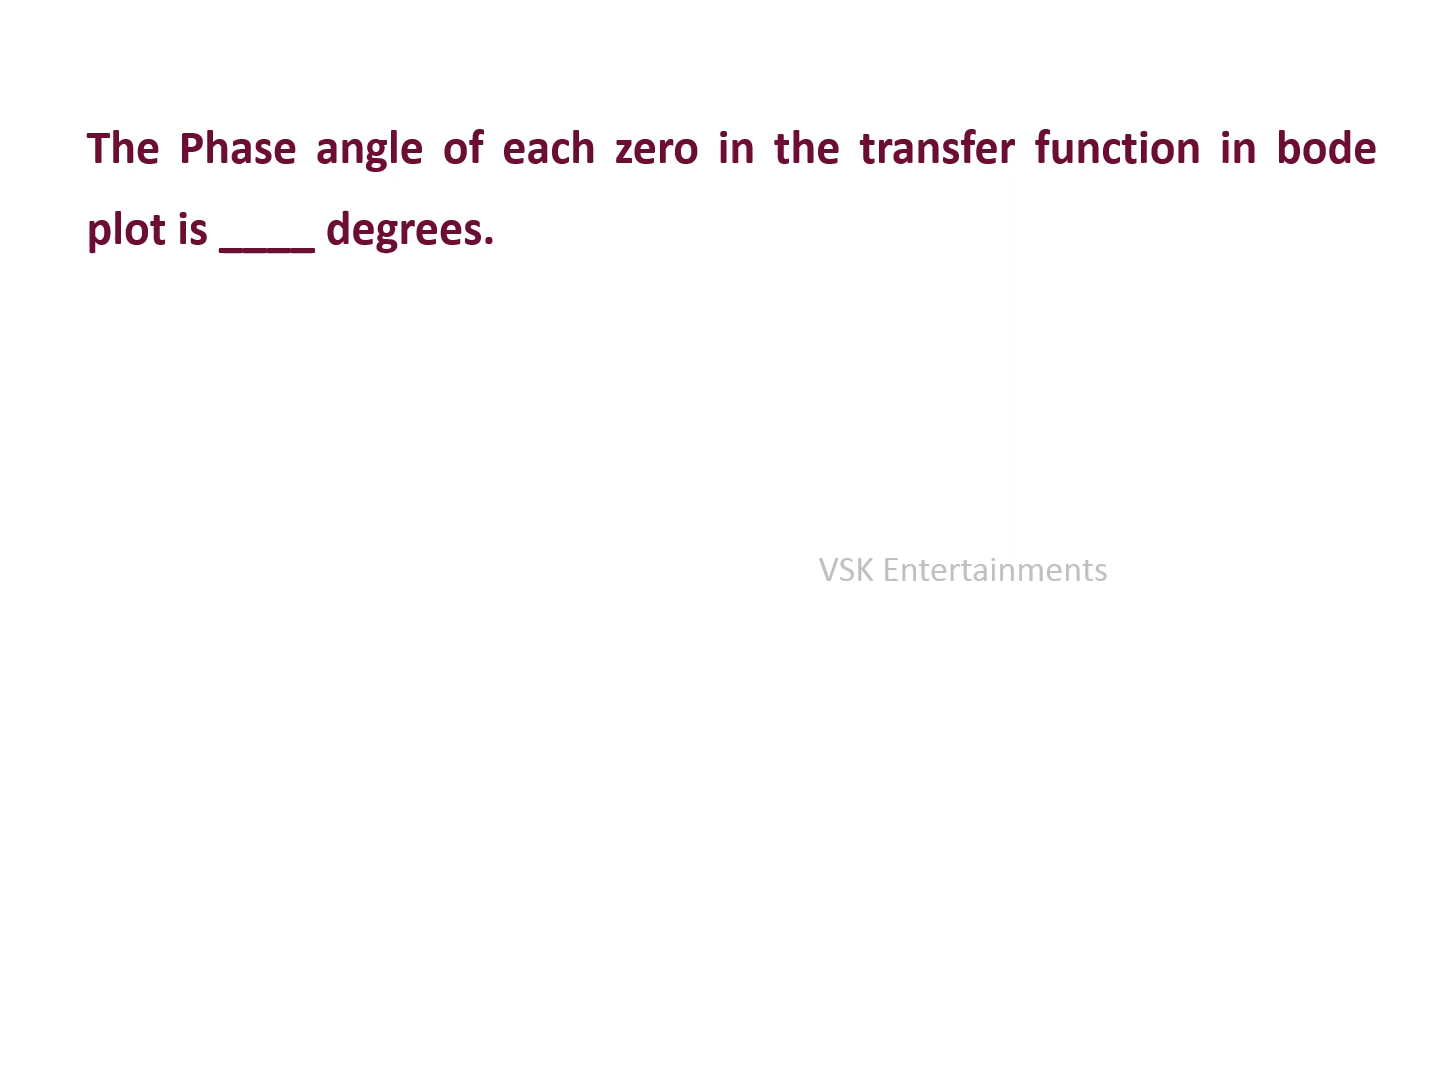 The Phase angle of each zero in the transfer function in bode
plot is ____ degrees.
VSK Entertainments